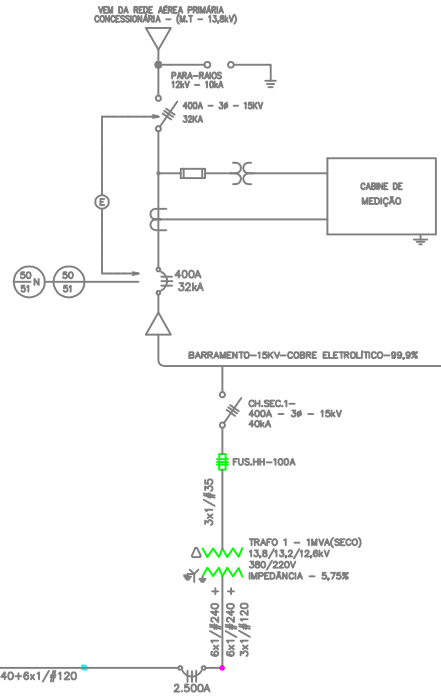 VEM DA REDE AÉREA PRIMÁRIA
CONCESSIONÁRIA - (M.T - 13,8kV)
PARA-RAIOS
12kV - 10kA
400A - 3ø - 15KV
32KA
CABINE DE
MEDIÇÃO
E
50
51
N
50
51
400A
32kA
BARRAMENTO-15KV-COBRE ELETROLÍTICO-99,9%
CH.SEC.1-
400A - 3ø - 15kV
40kA
FUS.HH-100A
3x1/#35
TRAFO 1 - 1MVA(SECO)
13,8/13,2/12,6kV
380/220V
IMPEDÂNCIA - 5,75%
6x1/#240 +
6x1/#240 +
3x1/#120
40+6x1/#120
2.500A